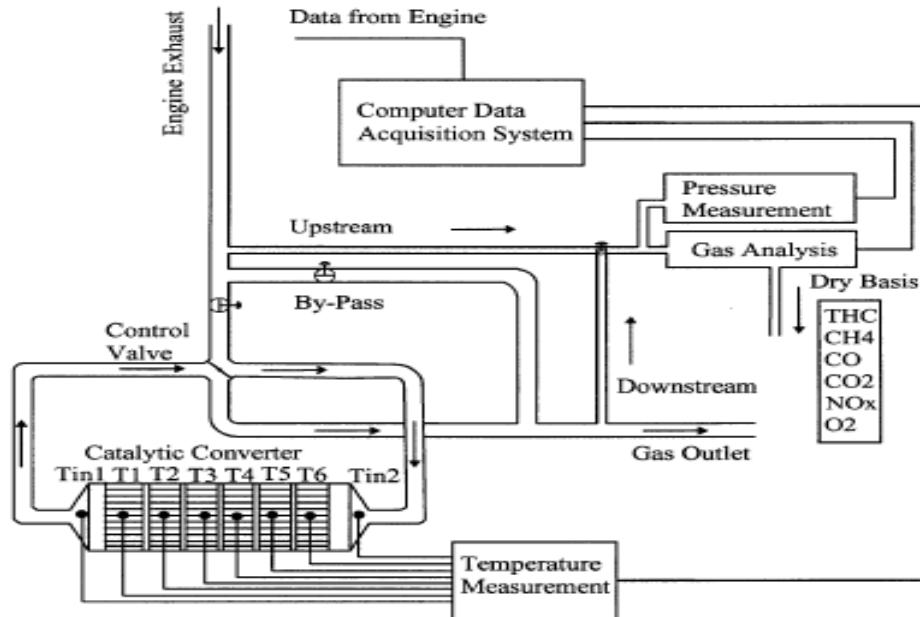 Data from Engine
Engine Exhaust
Computer Data
Acquisition System
Pressure
Measurement
Upstream
Gas Analysis
Dry Basis
By-Pass
THC
CH4
CO
CO2
NOx
O2
Control
Valve
Downstream
Gas Outlet
Catalytic Converter
Tin1 T1 T2 T3 T4 T5 T6 Tin2
Temperature
Measurement